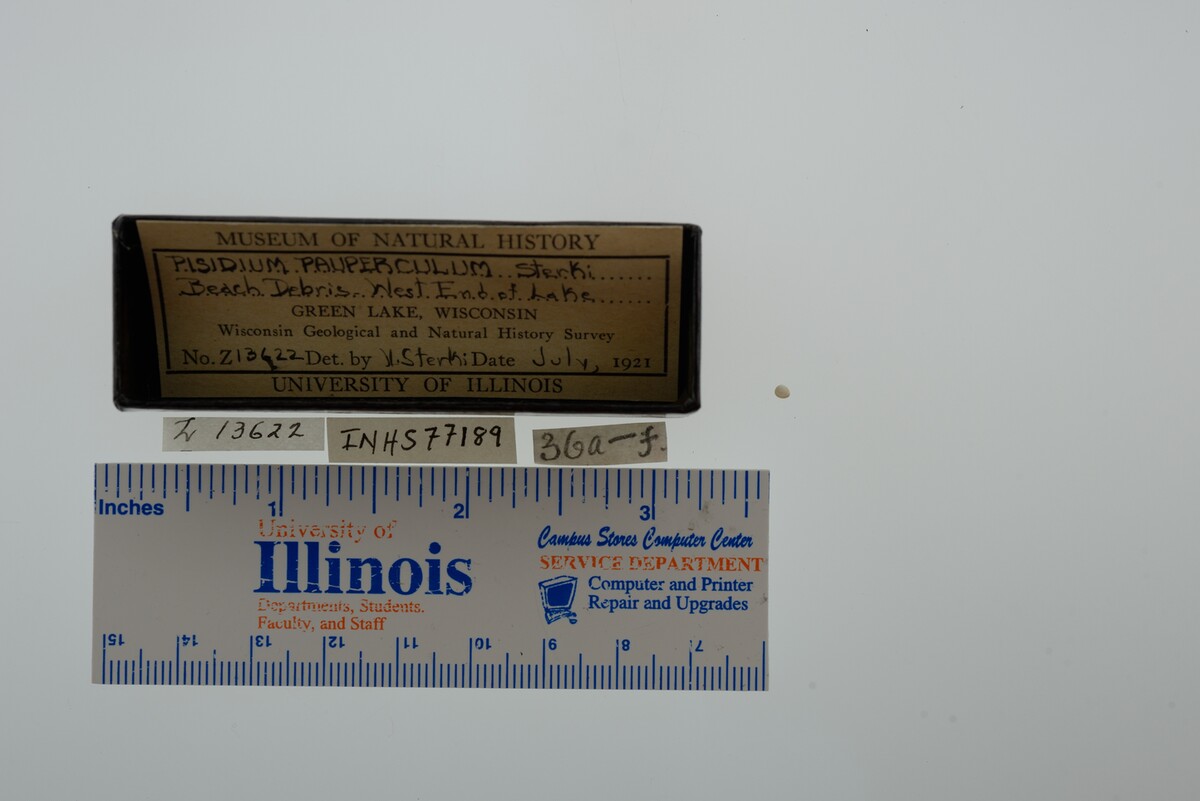 MUSEUM OF NATURAL HISTORY
PISIDIUM PAUPERCULUM..Sterki......
Beach Debris..West End of Lake......
GREEN LAKE, WISCONSIN
Wisconsin Geological and Natural History Survey
No. Z13622 Det. by V. Sterki Date July, 1921
UNIVERSITY OF ILLINOIS
Z 13622
INHS77189
36a-f.
Inches 1 2 3
University of
Illinois
Departments, Students.
Faculty, and Staff
Campus Stores Computer Center
SERVICE DEPARTMENT
Computer and Printer
Repair and Upgrades
15 14 13 12 11 10 9 8 7